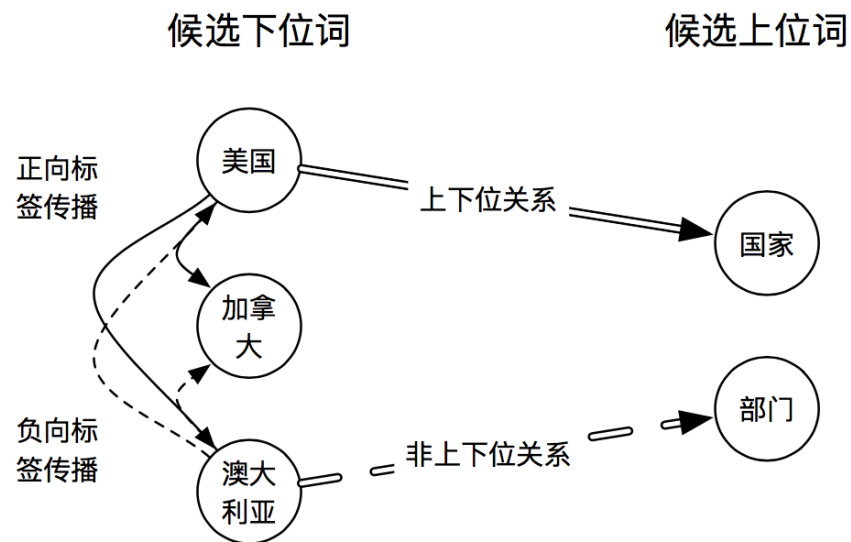 候选下位词
候选上位词
正向标
签传播
美国
上下位关系
国家
加拿
大
部门
负向标
签传播
非上下位关系
澳大
利亚